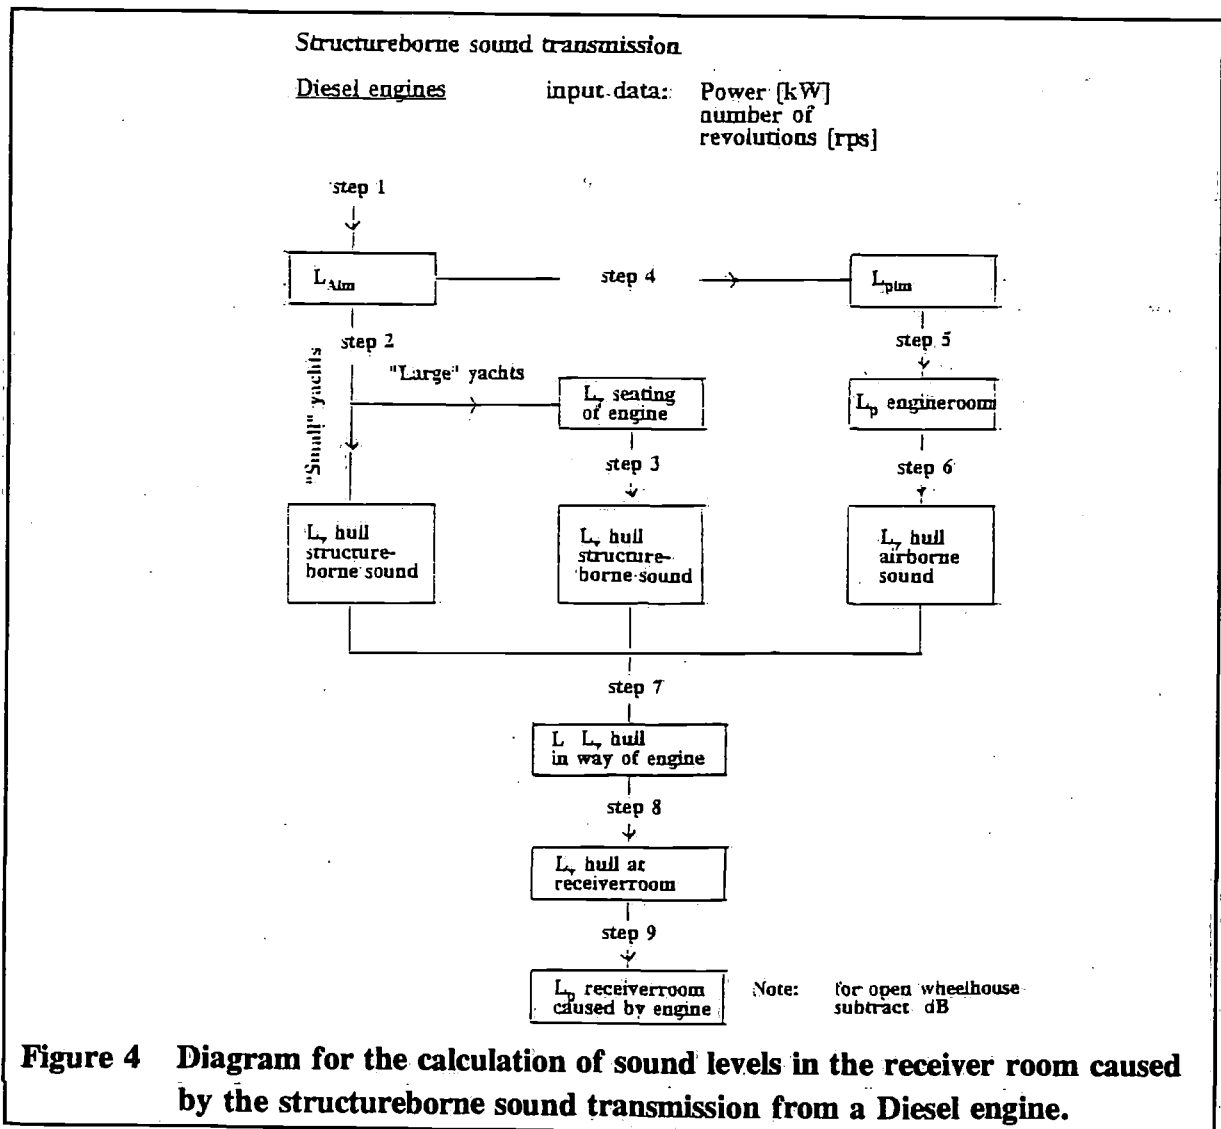 Structureborne sound transmission
Diesel engines input data: Power [kW]
number of
revolutions [rps]
step 1
L_A1m
step 4
L_p1m
step 2
step 5
"Small" yachts
"Large" yachts
L_v seating
of engine
L_p engineroom
step 3
step 6
L_v hull
structure-
borne sound
L_v hull
structure-
borne sound
L_v hull
airborne
sound
step 7
L L_v hull
in way of engine
step 8
L_v hull at
receiverroom
step 9
L_p receiverroom
caused by engine
Note: for open wheelhouse
subtract dB
Figure 4 Diagram for the calculation of sound levels in the receiver room caused
by the structureborne sound transmission from a Diesel engine.